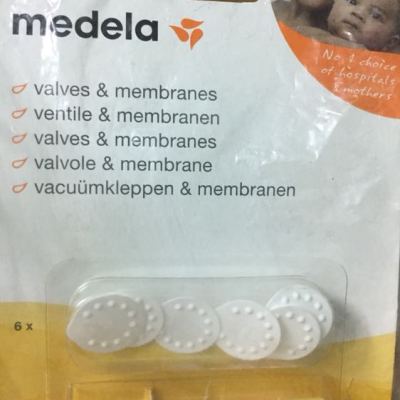 medela
No. 1 choice
of hospitals
& mothers
valves & membranes
ventile & membranen
valves & membranes
valvole & membrane
vacuümkleppen & membranen
6 x